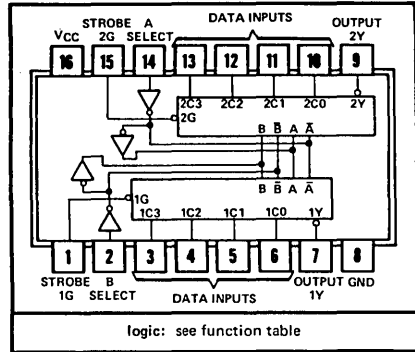 STROBE A DATA INPUTS OUTPUT
VCC 2G SELECT 2Y
16 15 14 13 12 11 10 9
2C3 2C2 2C1 2C0 2Y
2G
B B̅ A A̅
B B̅ A A̅
1G
1C3 1C2 1C1 1C0 1Y
1 2 3 4 5 6 7 8
STROBE B DATA INPUTS OUTPUT GND
1G SELECT 1Y
logic: see function table